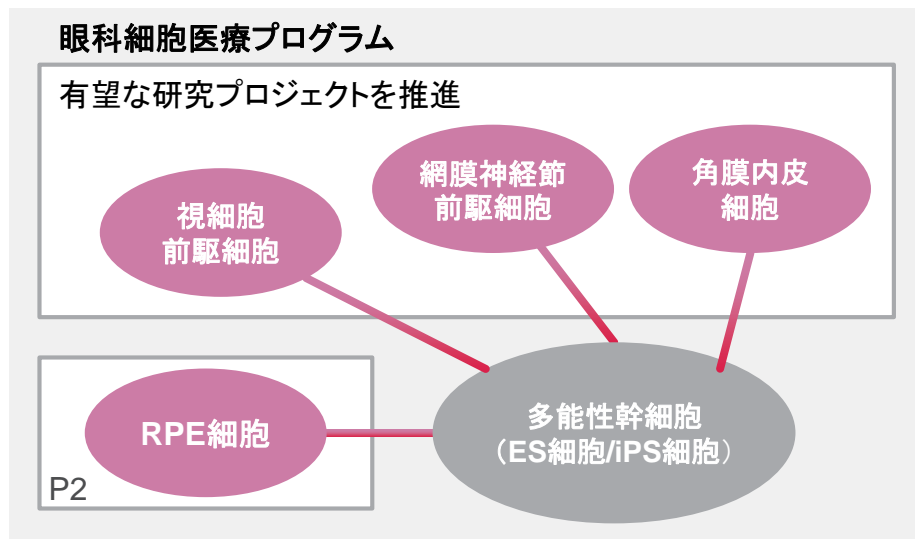 眼科細胞医療プログラム
有望な研究プロジェクトを推進
視細胞
前駆細胞
網膜神経節
前駆細胞
角膜内皮
細胞
RPE細胞
P2
多能性幹細胞
（ES細胞/iPS細胞）